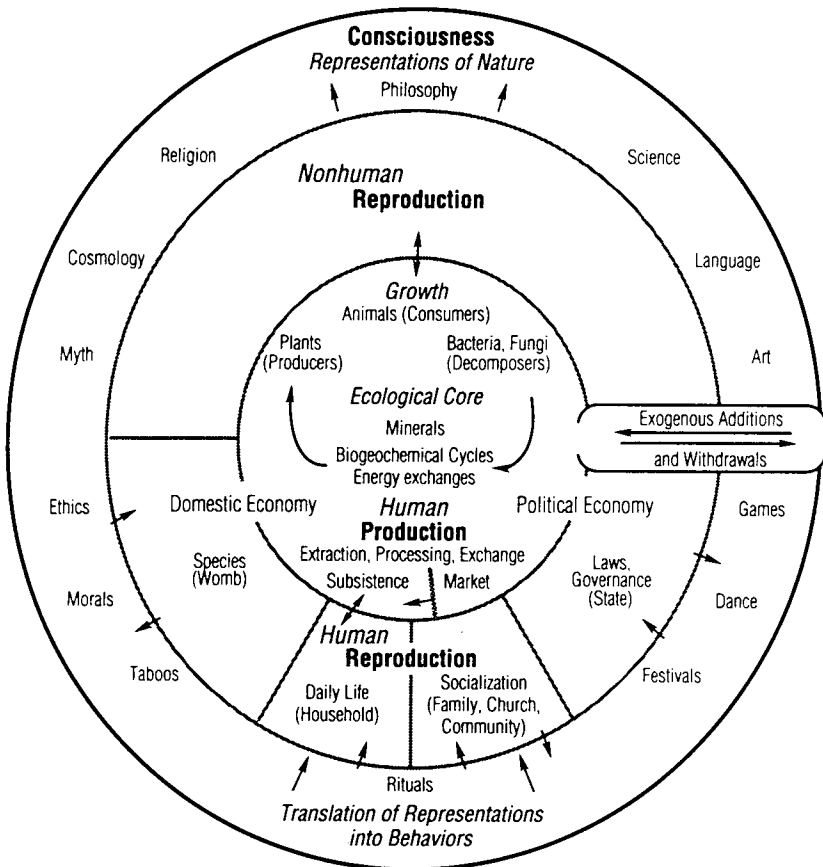 Consciousness
Representations of Nature
Philosophy
Religion
Science
Nonhuman
Reproduction
Cosmology
Language
Growth
Animals (Consumers)
Myth
Plants
(Producers)
Bacteria, Fungi
(Decomposers)
Art
Ecological Core
Minerals
Exogenous Additions
and Withdrawals
Biogeochemical Cycles
Energy exchanges
Ethics
Domestic Economy
Human
Production
Political Economy
Games
Extraction, Processing, Exchange
Species
(Womb)
Subsistence
Market
Laws,
Governance
(State)
Morals
Dance
Human
Reproduction
Taboos
Daily Life
(Household)
Socialization
(Family, Church,
Community)
Festivals
Rituals
Translation of Representations
into Behaviors